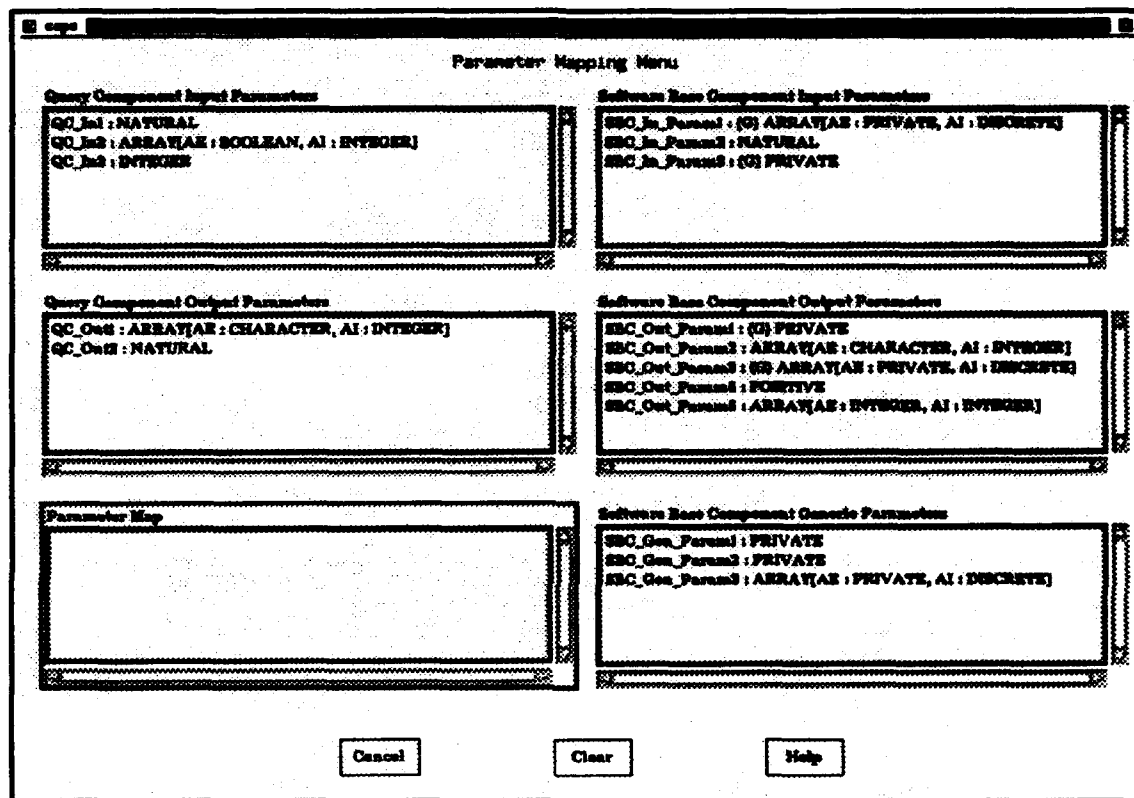 caps
Parameter Mapping Menu
Query Component Input Parameters
QC_In1 : NATURAL
QC_In2 : ARRAY[AE : BOOLEAN, AI : INTEGER]
QC_In3 : INTEGER
Software Base Component Input Parameters
SBC_In_Param1 : (G) ARRAY[AE : PRIVATE, AI : DISCRETE]
SBC_In_Param2 : NATURAL
SBC_In_Param3 : (G) PRIVATE
Query Component Output Parameters
QC_Out1 : ARRAY[AE : CHARACTER, AI : INTEGER]
QC_Out2 : NATURAL
Software Base Component Output Parameters
SBC_Out_Param1 : (G) PRIVATE
SBC_Out_Param2 : ARRAY[AE : CHARACTER, AI : INTEGER]
SBC_Out_Param3 : (G) ARRAY[AE : PRIVATE, AI : DISCRETE]
SBC_Out_Param4 : POSITIVE
SBC_Out_Param5 : ARRAY[AE : INTEGER, AI : INTEGER]
Parameter Map
Software Base Component Generic Parameters
SBC_Gen_Param1 : PRIVATE
SBC_Gen_Param2 : PRIVATE
SBC_Gen_Param3 : ARRAY[AE : PRIVATE, AI : DISCRETE]
Cancel
Clear
Help